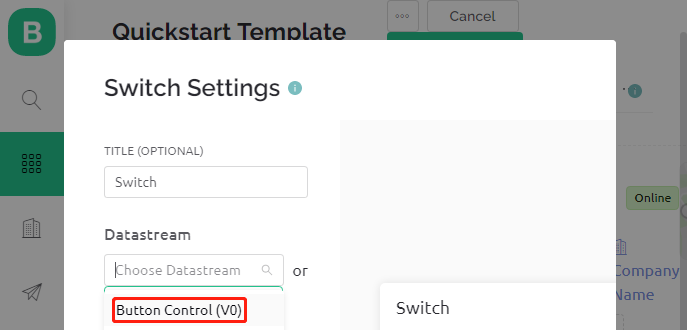 B
Quickstart Template
Cancel
Switch Settings
TITLE (OPTIONAL)
Switch
Datastream
Choose Datastream
or
Button Control (V0)
Switch
Online
Company
Name